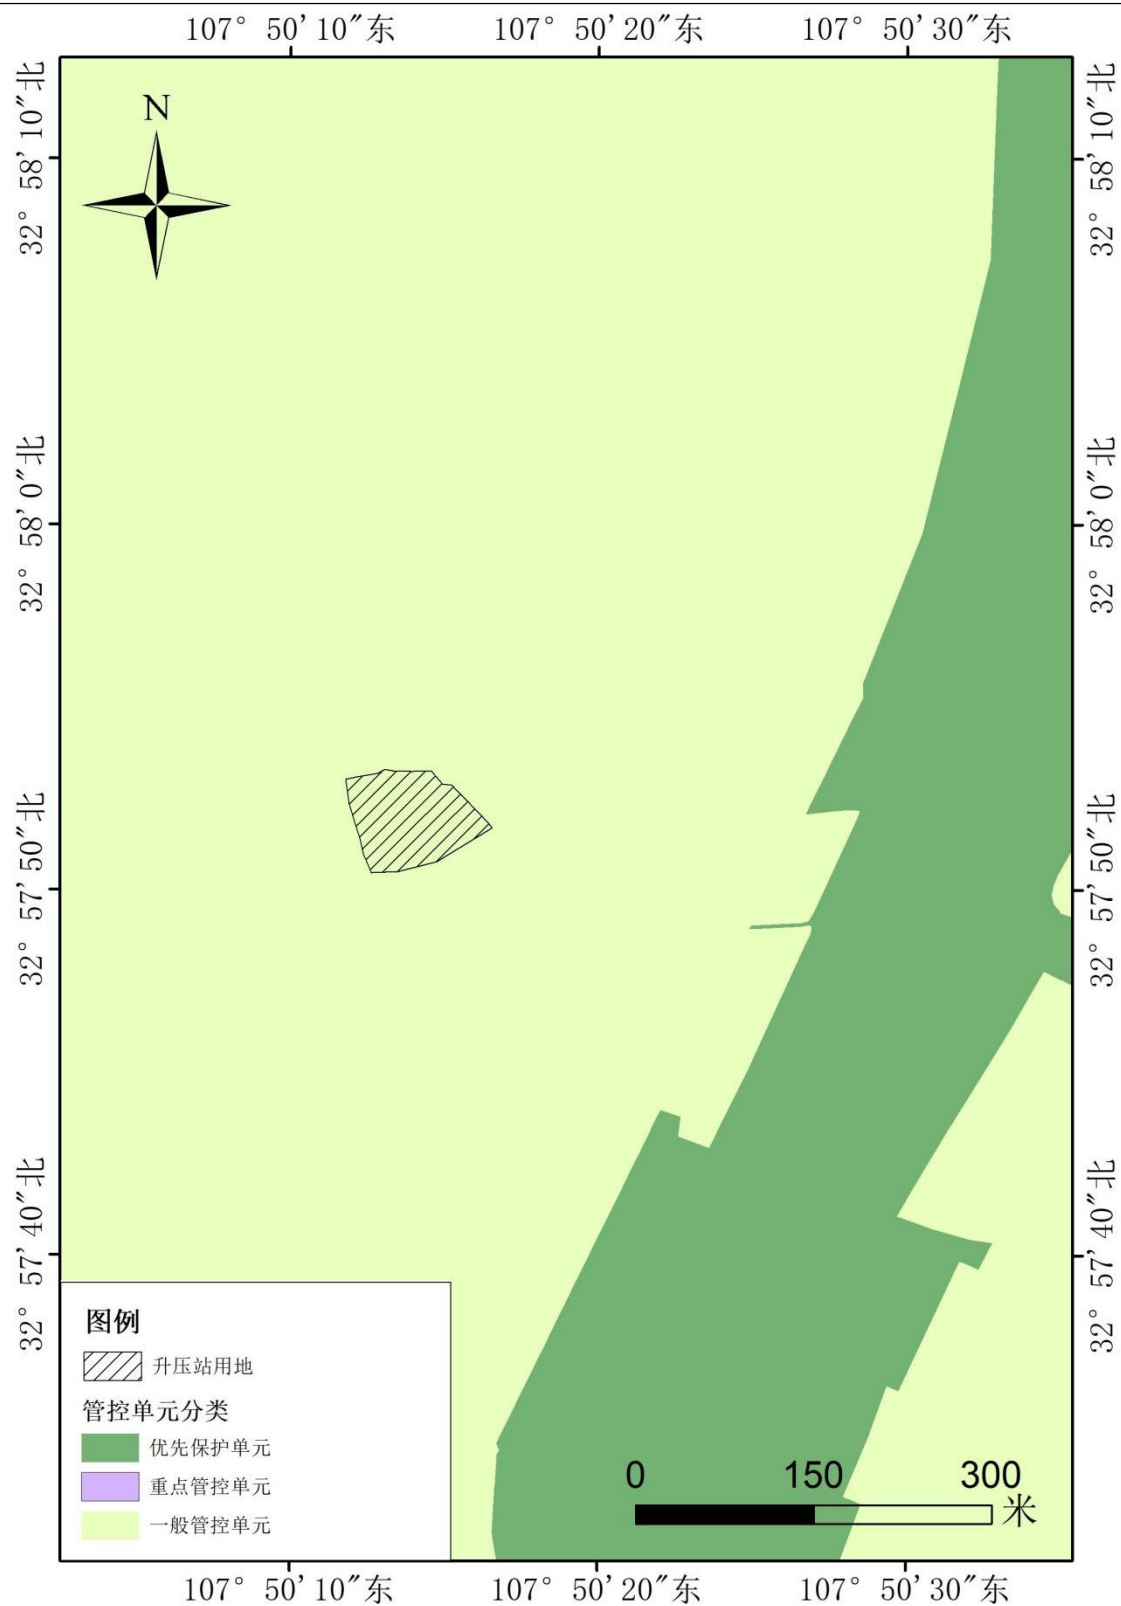 107° 50′ 10″东 107° 50′ 20″东 107° 50′ 30″东
32° 58′ 10″北
32° 58′ 0″北
32° 57′ 50″北
32° 57′ 40″北
N
32° 58′ 10″北
32° 58′ 0″北
32° 57′ 50″北
32° 57′ 40″北
图例
升压站用地
管控单元分类
优先保护单元
重点管控单元
一般管控单元
0 150 300
米
107° 50′ 10″东 107° 50′ 20″东 107° 50′ 30″东